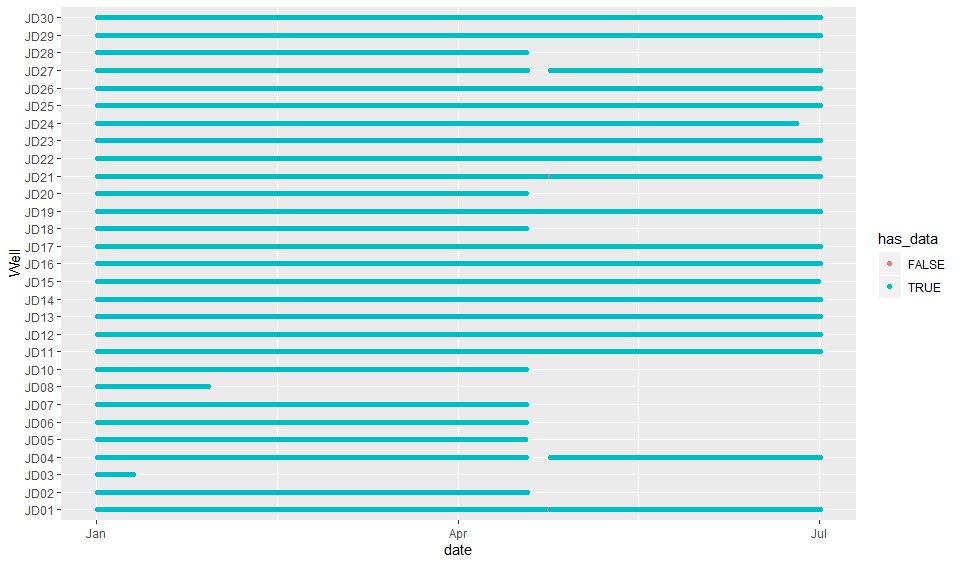 JD30
JD29
JD28
JD27
JD26
JD25
JD24
JD23
JD22
JD21
JD20
JD19
JD18
JD17
JD16
JD15
JD14
JD13
JD12
JD11
JD10
JD08
JD07
JD06
JD05
JD04
JD03
JD02
JD01
Well
Jan Apr Jul
date
has_data
FALSE
TRUE